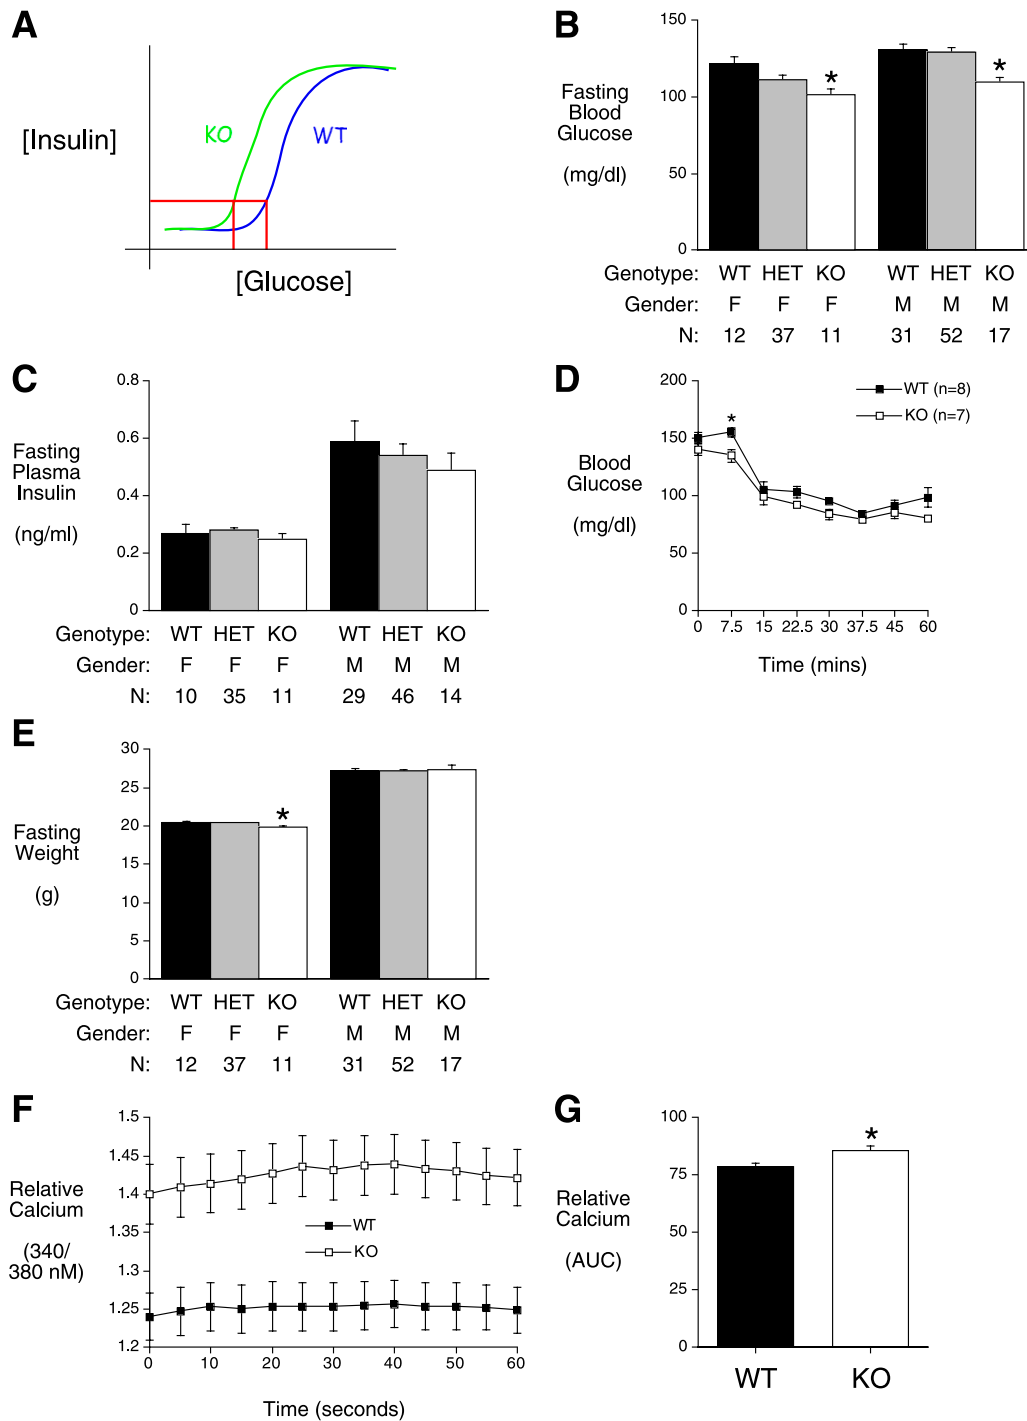 A
[Insulin]
KO
WT
[Glucose]
B
150
100
50
0
Fasting
Blood
Glucose
(mg/dl)
*
*
Genotype: WT HET KO WT HET KO
Gender: F F F M M M
N: 12 37 11 31 52 17
C
0.8
0.6
0.4
0.2
0
Fasting
Plasma
Insulin
(ng/ml)
Genotype: WT HET KO WT HET KO
Gender: F F F M M M
N: 10 35 11 29 46 14
D
200
150
100
50
0
Blood
Glucose
(mg/dl)
WT (n=8)
KO (n=7)
*
0 7.5 15 22.5 30 37.5 45 60
Time (mins)
E
30
25
20
15
10
5
0
Fasting
Weight
(g)
*
Genotype: WT HET KO WT HET KO
Gender: F F F M M M
N: 12 37 11 31 52 17
F
1.5
1.45
1.4
1.35
1.3
1.25
1.2
Relative
Calcium
(340/
380 nM)
WT
KO
0 10 20 30 40 50 60
Time (seconds)
G
100
75
50
25
0
Relative
Calcium
(AUC)
*
WT KO